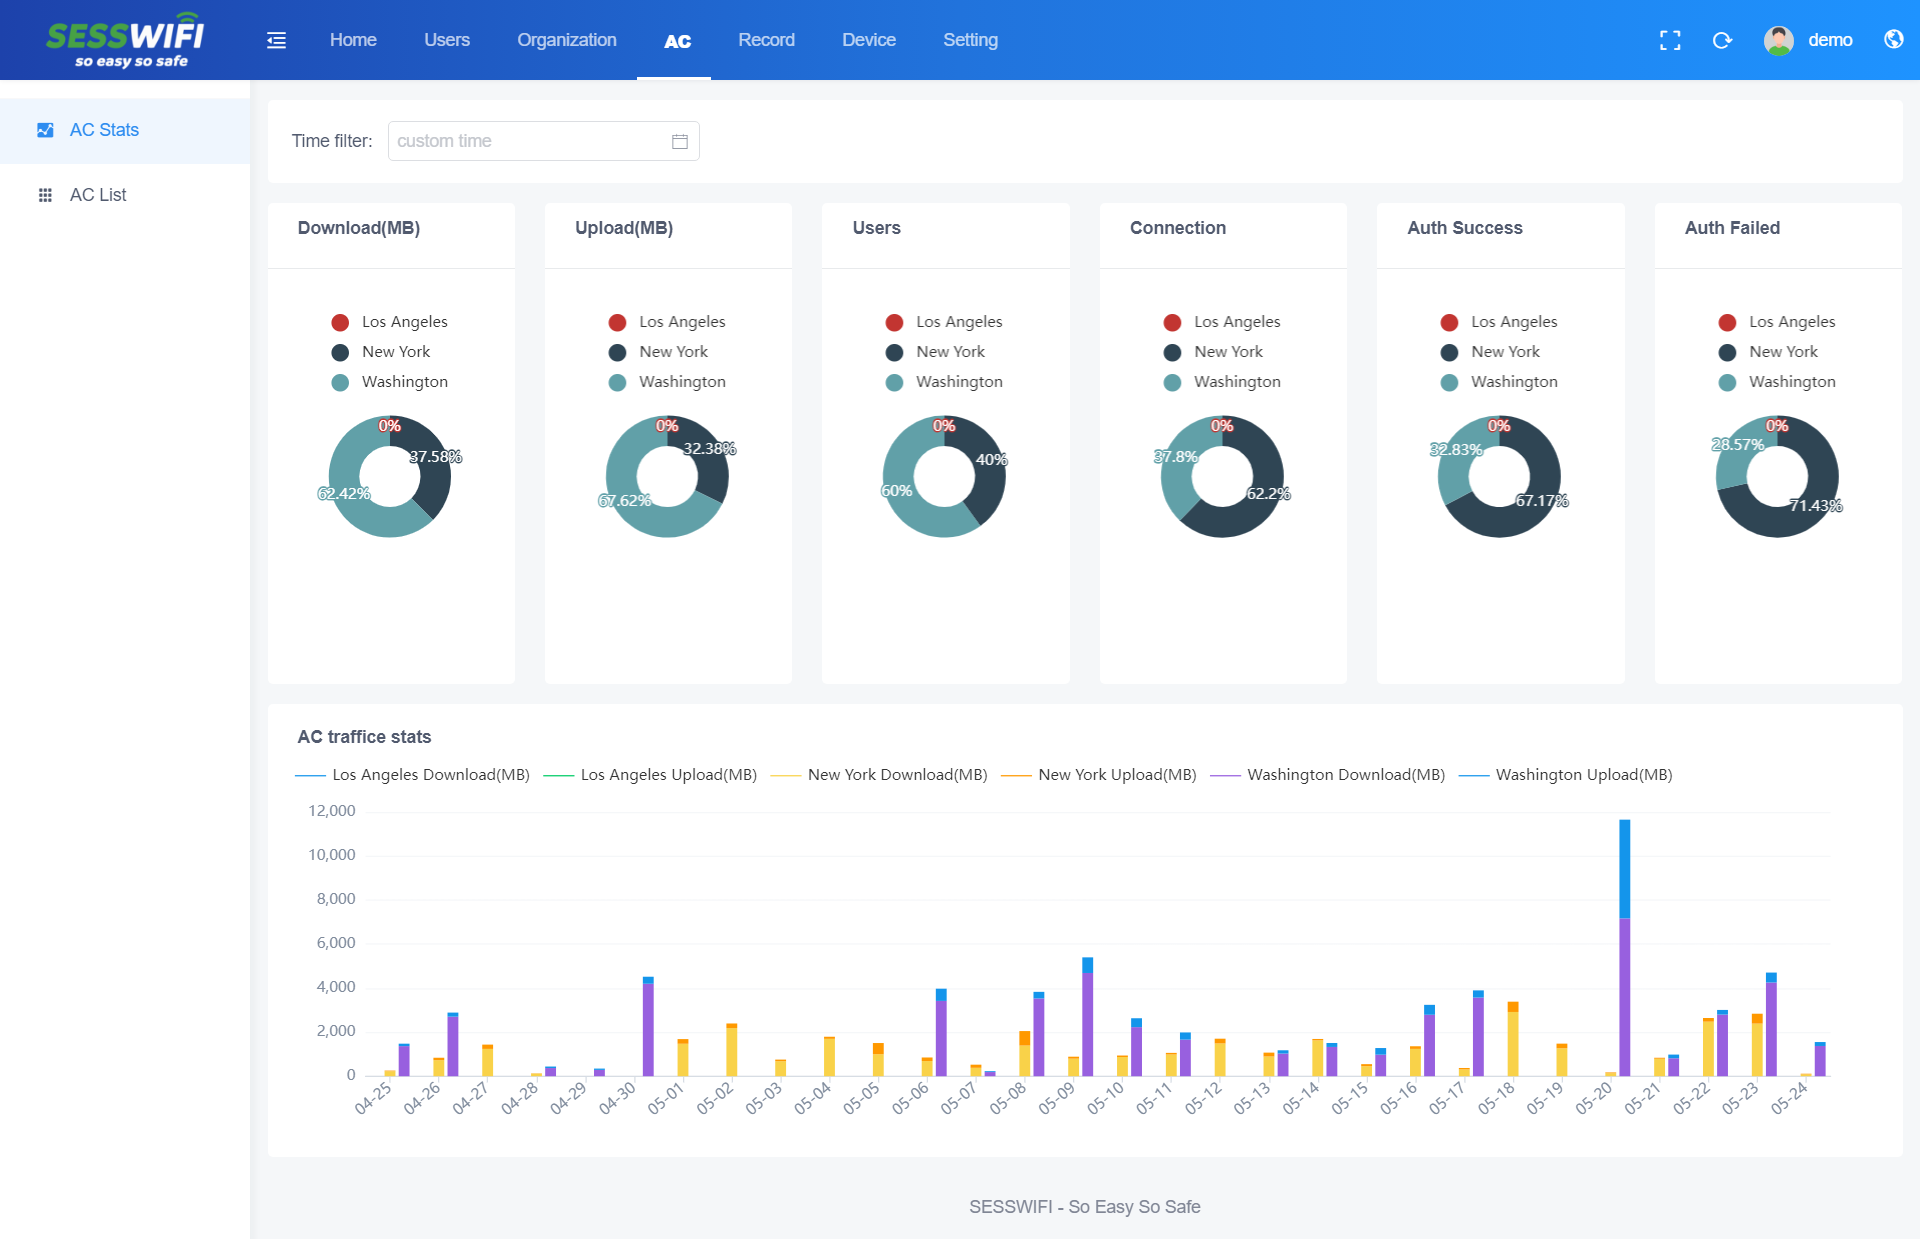 SESSWIFI
so easy so safe
Home Users Organization AC Record Device Setting
demo
AC Stats
AC List
Time filter: custom time
Download(MB)
Los Angeles
New York
Washington
0%
37.58%
62.42%
Upload(MB)
Los Angeles
New York
Washington
0%
32.38%
67.62%
Users
Los Angeles
New York
Washington
0%
40%
60%
Connection
Los Angeles
New York
Washington
0%
37.8%
62.2%
Auth Success
Los Angeles
New York
Washington
0%
32.83%
67.17%
Auth Failed
Los Angeles
New York
Washington
0%
28.57%
71.43%
AC traffice stats
Los Angeles Download(MB) Los Angeles Upload(MB) New York Download(MB) New York Upload(MB) Washington Download(MB) Washington Upload(MB)
12,000
10,000
8,000
6,000
4,000
2,000
0
04-25 04-26 04-27 04-28 04-29 04-30 05-01 05-02 05-03 05-04 05-05 05-06 05-07 05-08 05-09 05-10 05-11 05-12 05-13 05-14 05-15 05-16 05-17 05-18 05-19 05-20 05-21 05-22 05-23 05-24
SESSWIFI - So Easy So Safe